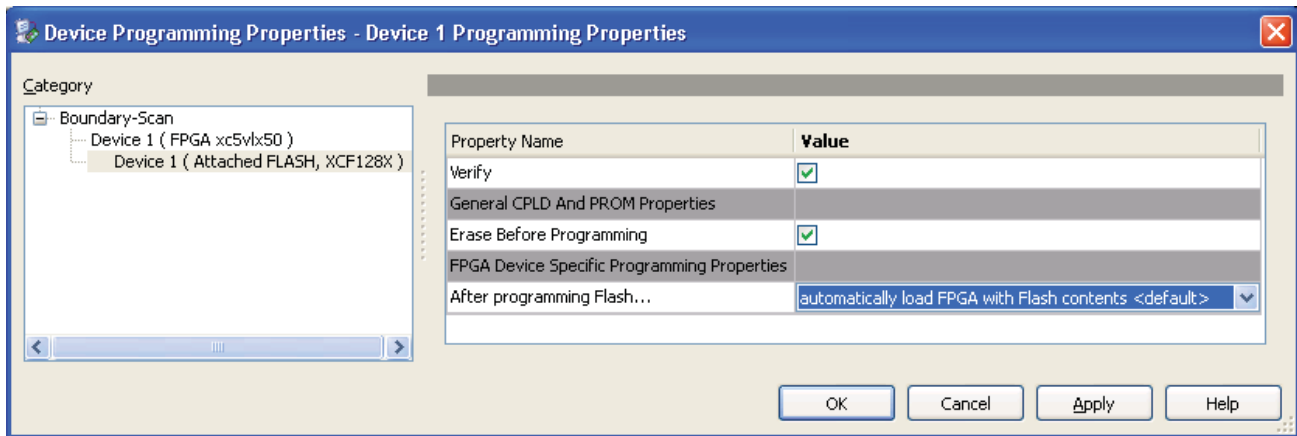 Device Programming Properties - Device 1 Programming Properties
Category
Boundary-Scan
Device 1 ( FPGA xc5vlx50 )
Device 1 ( Attached FLASH, XCF128X )
Property Name Value
Verify
General CPLD And PROM Properties
Erase Before Programming
FPGA Device Specific Programming Properties
After programming Flash... automatically load FPGA with Flash contents <default>
OK Cancel Apply Help